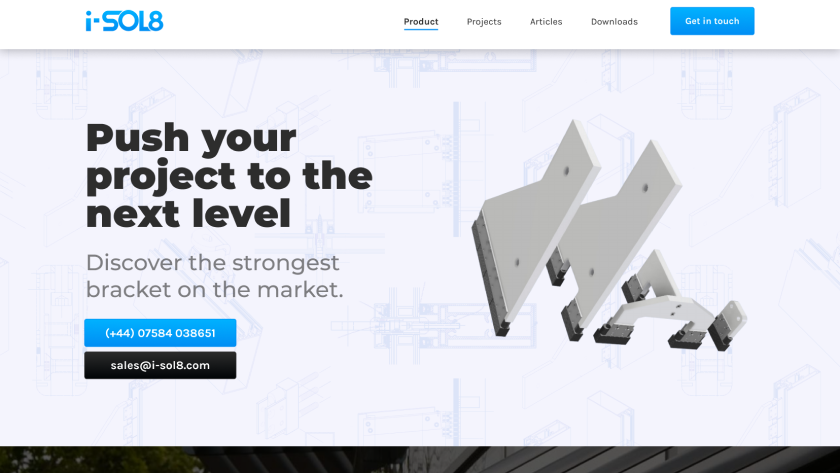 i-SOL8
Product
Projects
Articles
Downloads
Get in touch
Push your
project to the
next level
Discover the strongest
bracket on the market.
(+44) 07584 038651
sales@i-sol8.com